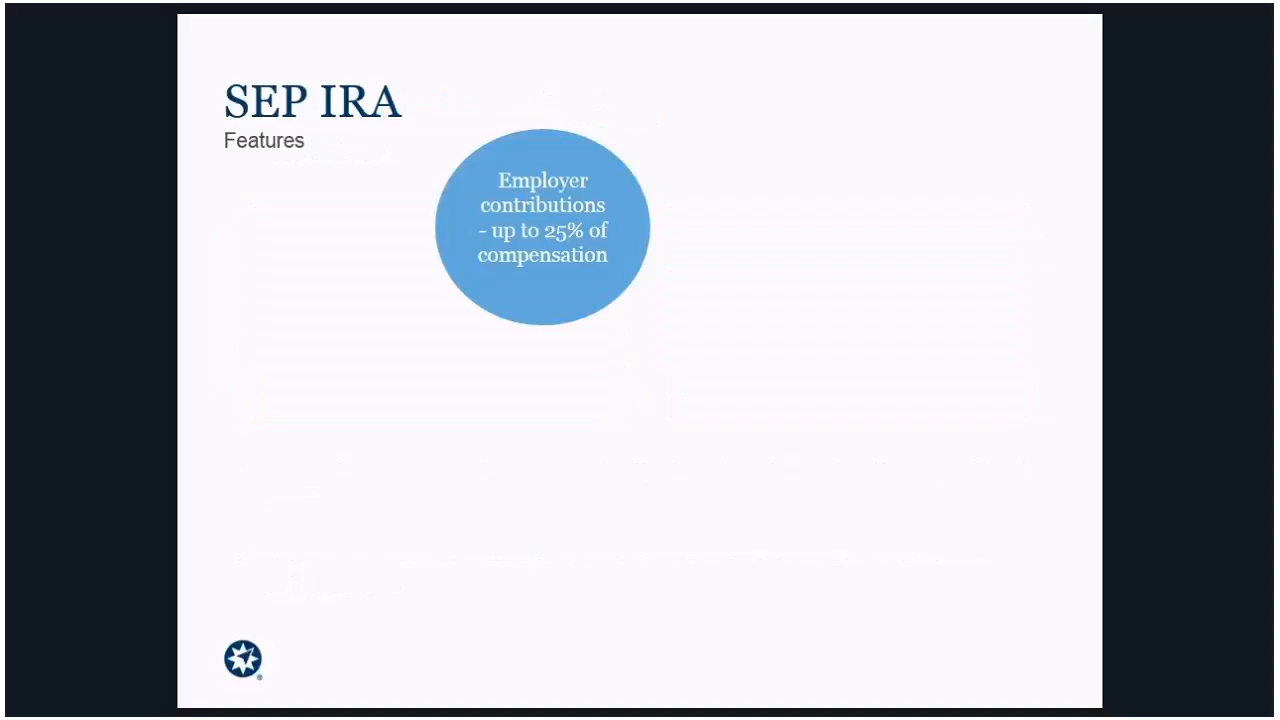 SEP IRA
Features
Employer
contributions
- up to 25% of
compensation
®